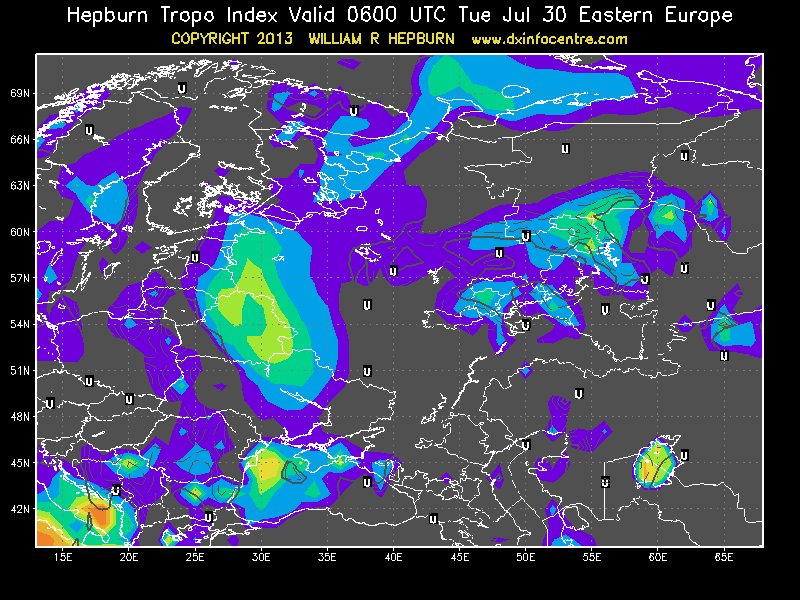 Hepburn Tropo Index Valid 0600 UTC Tue Jul 30 Eastern Europe
COPYRIGHT 2013 WILLIAM R HEPBURN www.dxinfocentre.com
69N
U
U
U
66N
U
U
63N
60N
U
U
U
57N
U
U
U
U
U
54N
U
U
51N
U
U
U
U
U
48N
U
45N
U
U
U
U
42N
U
U
15E 20E 25E 30E 35E 40E 45E 50E 55E 60E 65E